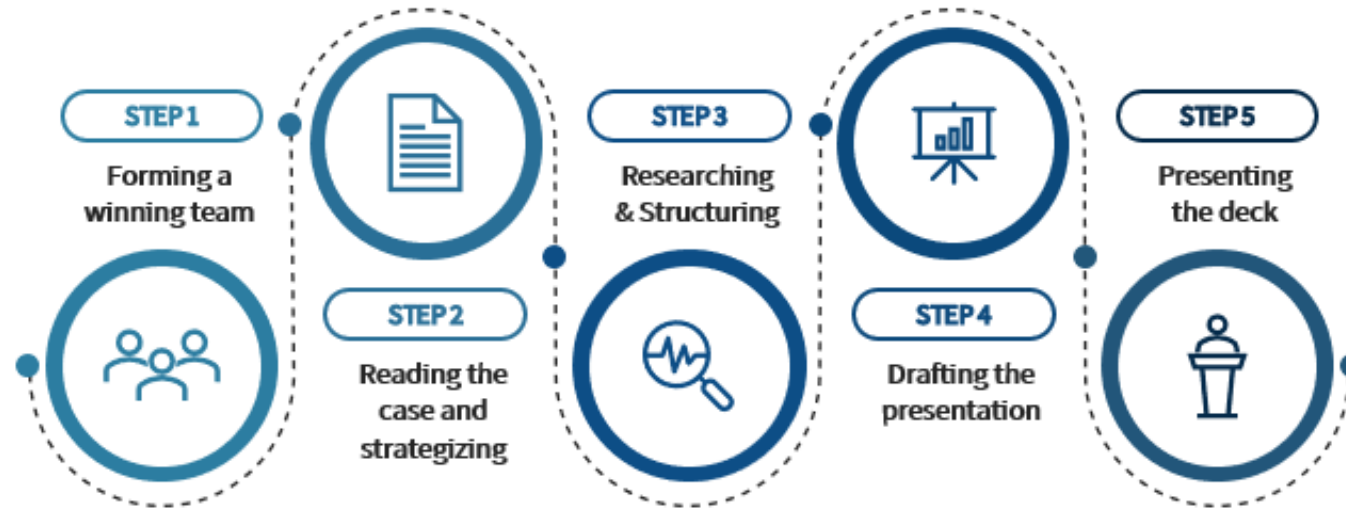 STEP 1
Forming a
winning team
STEP 2
Reading the
case and
strategizing
STEP 3
Researching
& Structuring
STEP 4
Drafting the
presentation
STEP 5
Presenting
the deck